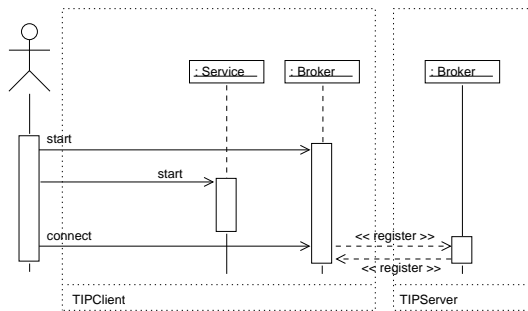 : Service
: Broker
: Broker
start
start
connect
<< register >>
<< register >>
TIPClient
TIPServer